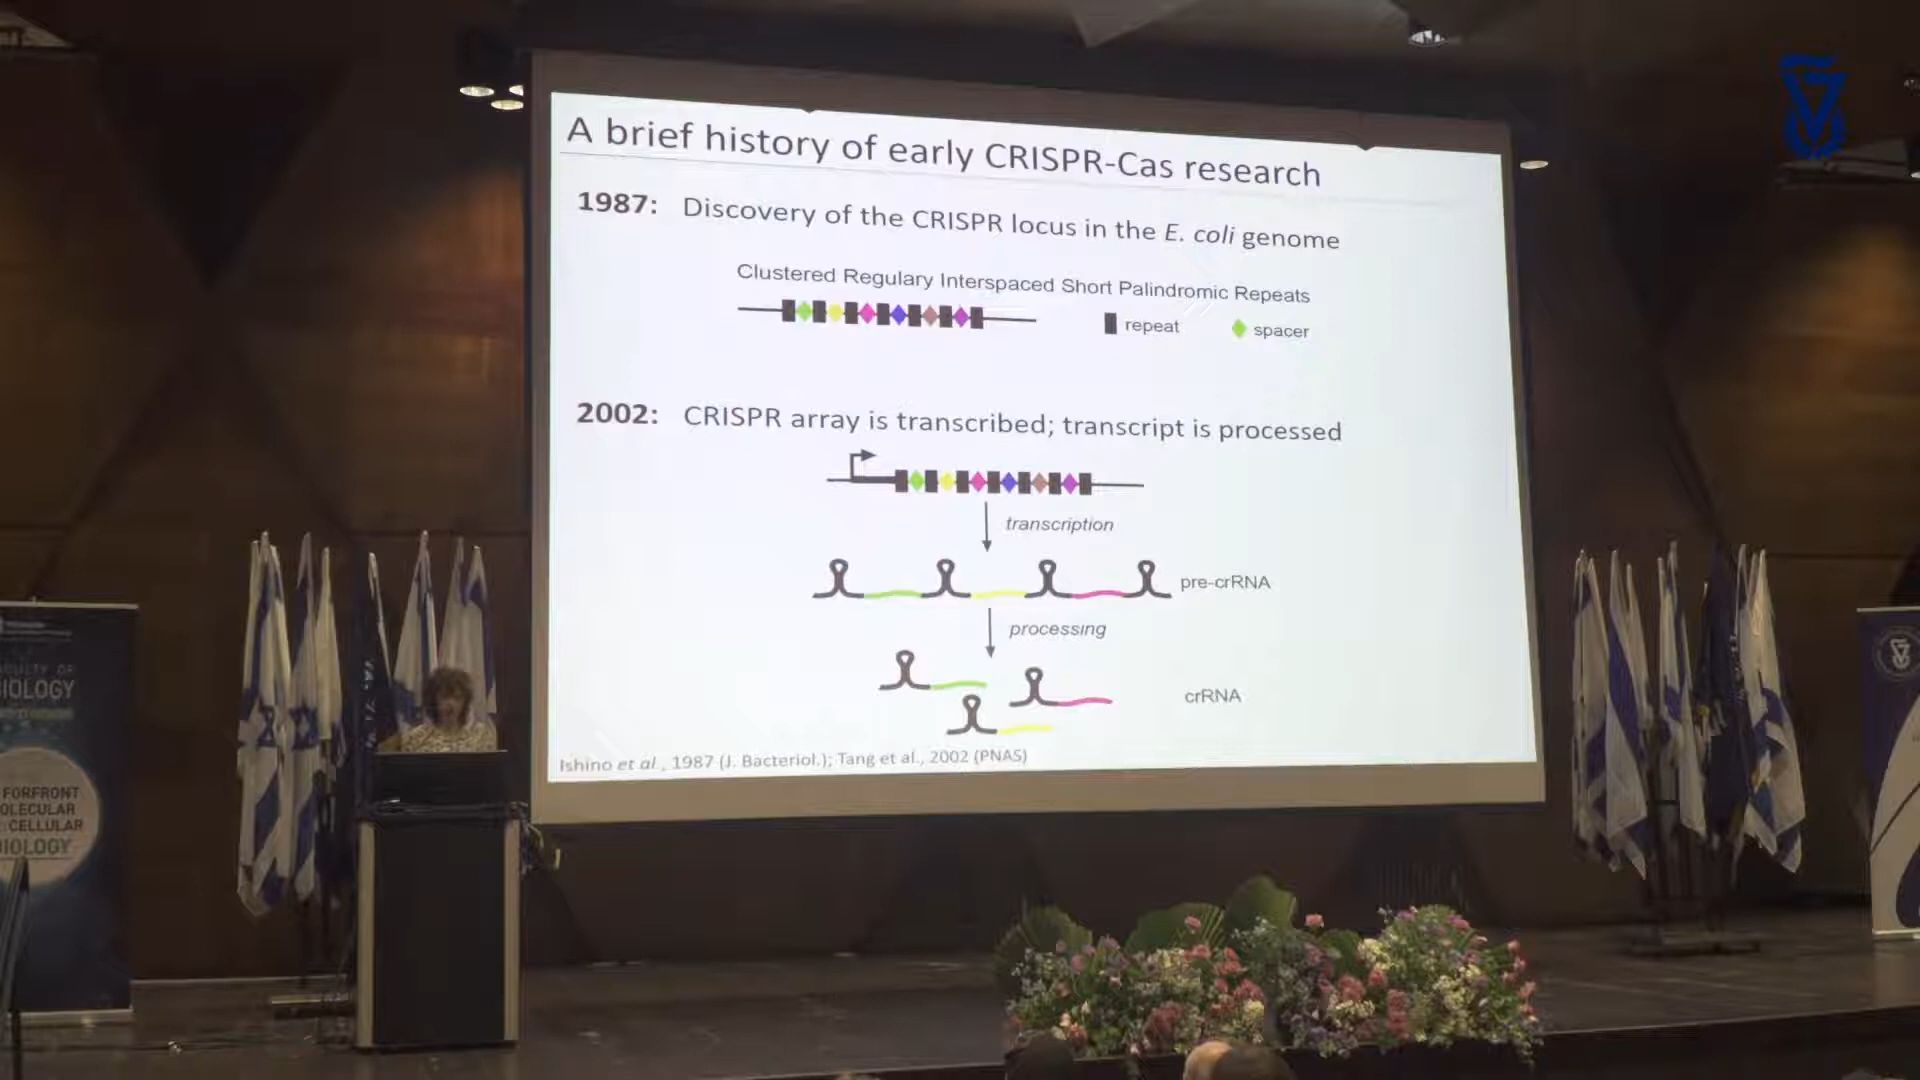 A brief history of early CRISPR-Cas research
1987: Discovery of the CRISPR locus in the E. coli genome
Clustered Regulary Interspaced Short Palindromic Repeats
repeat spacer
2002: CRISPR array is transcribed; transcript is processed
transcription
pre-crRNA
processing
crRNA
Ishino et al., 1987 (J. Bacteriol.); Tang et al., 2002 (PNAS)
IOLOGY
FORFRONT
OLECULAR
CELLULAR
IOLOGY